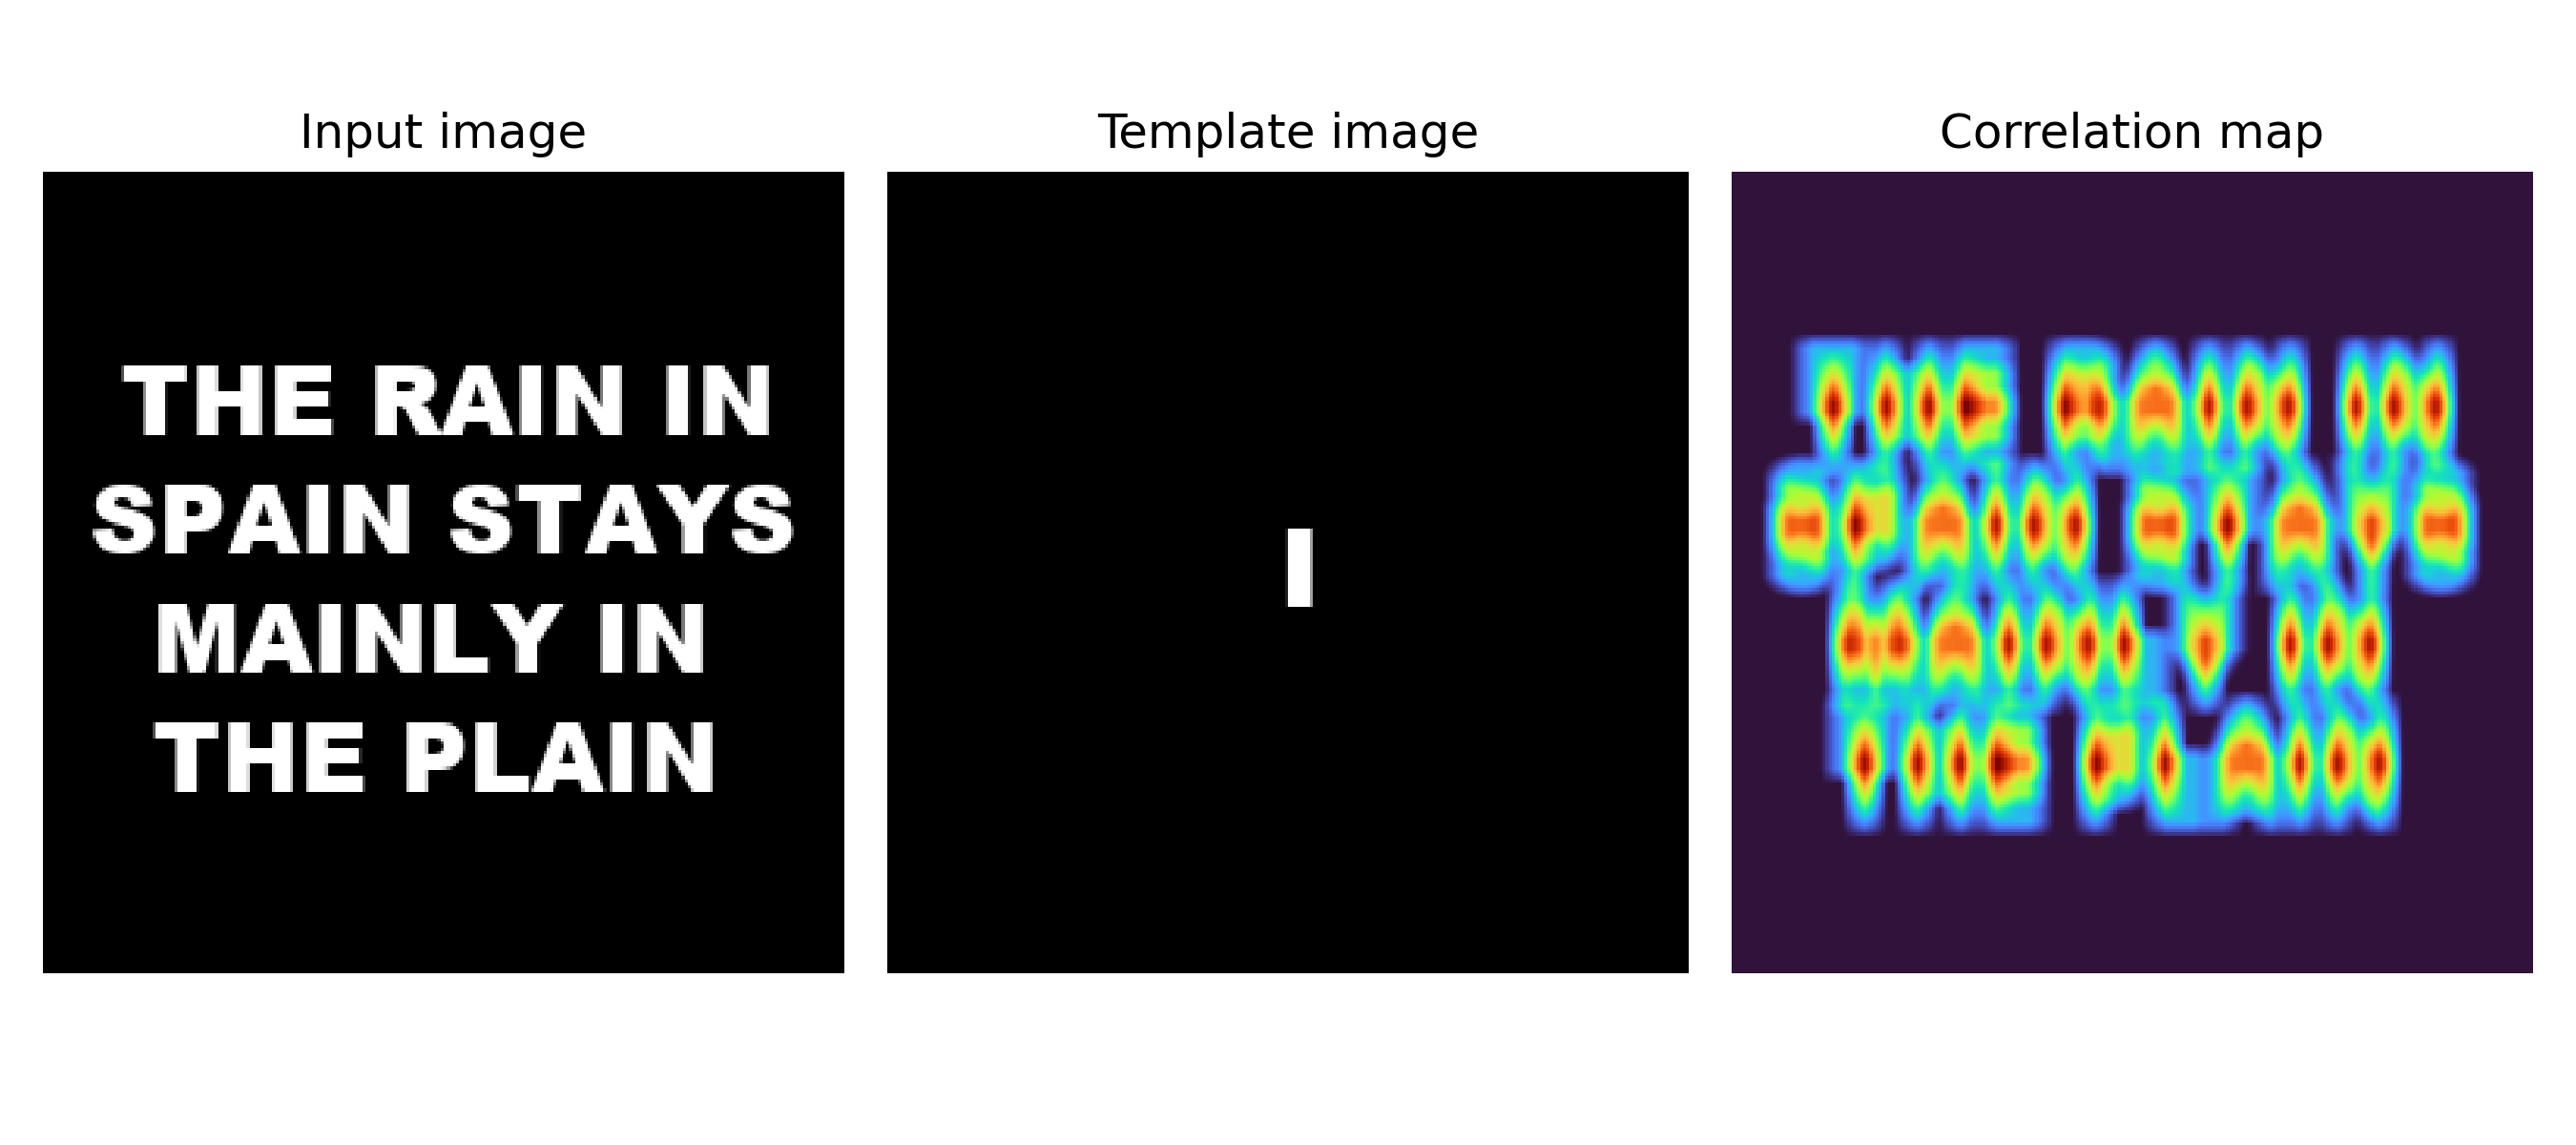 Input image
Template image
Correlation map
THE RAIN IN
SPAIN STAYS
MAINLY IN
THE PLAIN
I